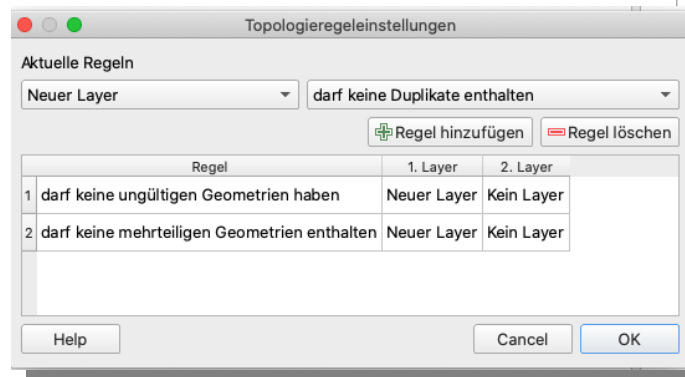 Topologieregeleinstellungen
Aktuelle Regeln
Neuer Layer darf keine Duplikate enthalten
Regel hinzufügen Regel löschen
Regel 1. Layer 2. Layer
1 darf keine ungültigen Geometrien haben Neuer Layer Kein Layer
2 darf keine mehrteiligen Geometrien enthalten Neuer Layer Kein Layer
Help Cancel OK